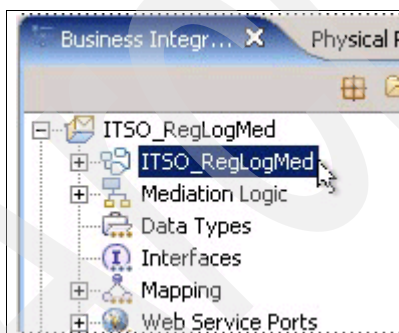 Business Integr... Physical P
ITSO_RegLogMed
ITSO_RegLogMed
Mediation Logic
Data Types
Interfaces
Mapping
Web Service Ports